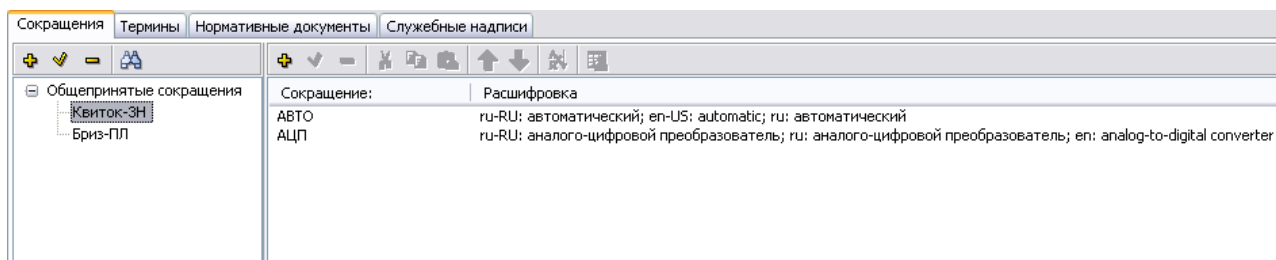 Сокращения Термины Нормативные документы Служебные надписи
Общепринятые сокращения
Квиток-3Н
Бриз-ПЛ
Сокращение: Расшифровка
АВТО ru-RU: автоматический; en-US: automatic; ru: автоматический
АЦП ru-RU: аналого-цифровой преобразователь; ru: аналого-цифровой преобразователь; en: analog-to-digital converter